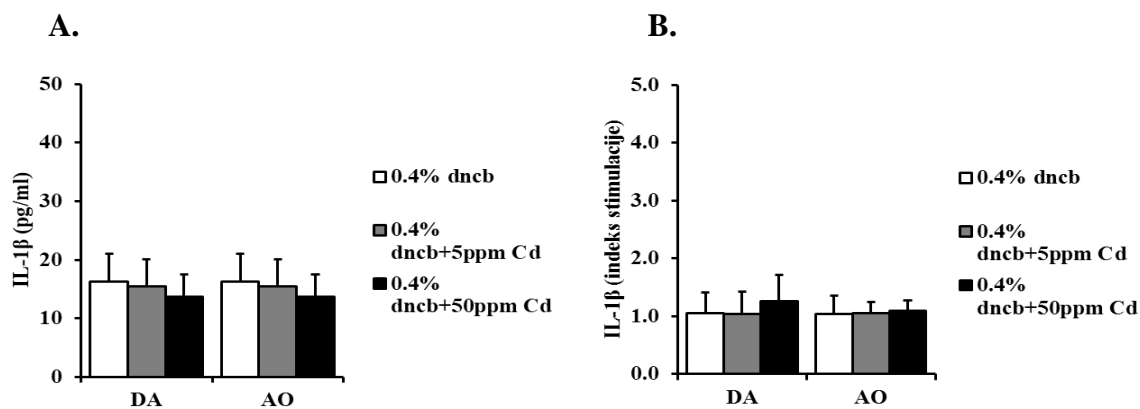 A.
50
40
30
20
10
0
IL-1β (pg/ml)
DA
AO
0.4% dncb
0.4%
dncb+5ppm Cd
0.4%
dncb+50ppm Cd
B.
5.0
4.0
3.0
2.0
1.0
0.0
IL-1β (indeks stimulacije)
DA
AO
0.4% dncb
0.4%
dncb+5ppm Cd
0.4%
dncb+50ppm Cd